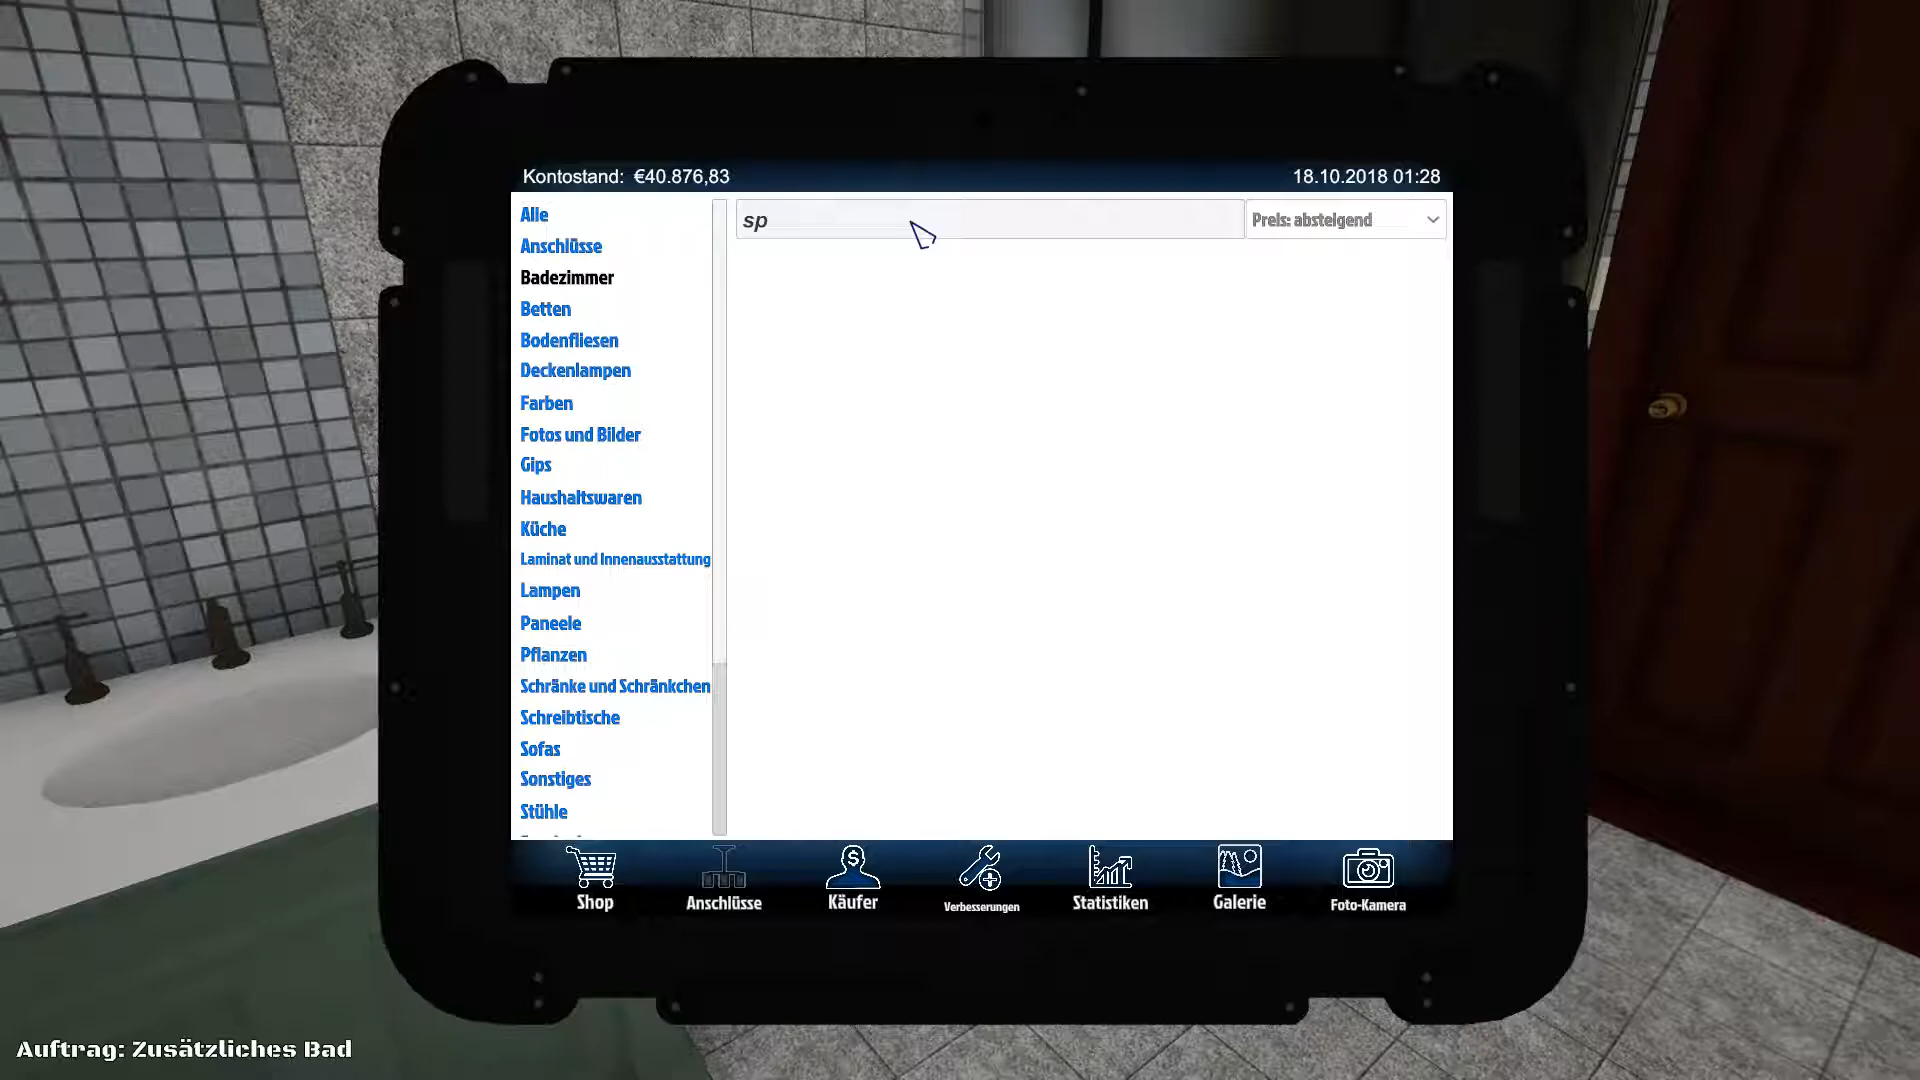 Kontostand: €40.876,83
18.10.2018 01:28
Alle
Anschlüsse
Badezimmer
Betten
Bodenfliesen
Deckenlampen
Farben
Fotos und Bilder
Gips
Haushaltswaren
Küche
Laminat und Innenausstattung
Lampen
Paneele
Pflanzen
Schränke und Schränkchen
Schreibtische
Sofas
Sonstiges
Stühle
sp
Preis: absteigend
Shop
Anschlüsse
Käufer
Verbesserungen
Statistiken
Galerie
Foto-Kamera
Auftrag: Zusätzliches Bad